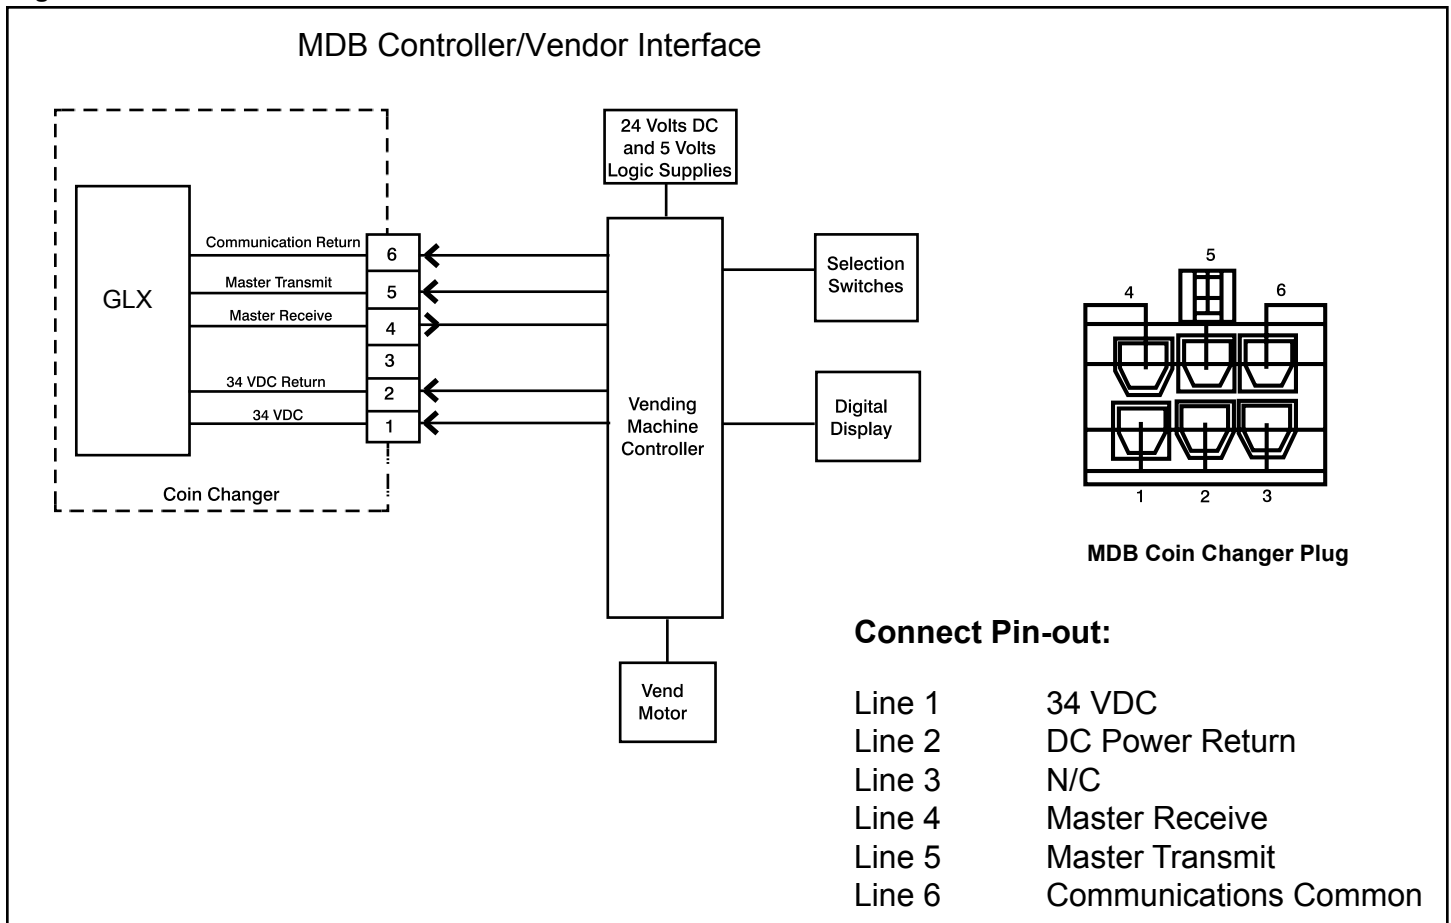 MDB Controller/Vendor Interface
24 Volts DC
and 5 Volts
Logic Supplies
GLX
Communication Return
Master Transmit
Master Receive
34 VDC Return
34 VDC
6
5
4
3
2
1
Coin Changer
Vending
Machine
Controller
Selection
Switches
Digital
Display
Vend
Motor
5
4
6
1
2
3
MDB Coin Changer Plug
Connect Pin-out:
Line 1 34 VDC
Line 2 DC Power Return
Line 3 N/C
Line 4 Master Receive
Line 5 Master Transmit
Line 6 Communications Common